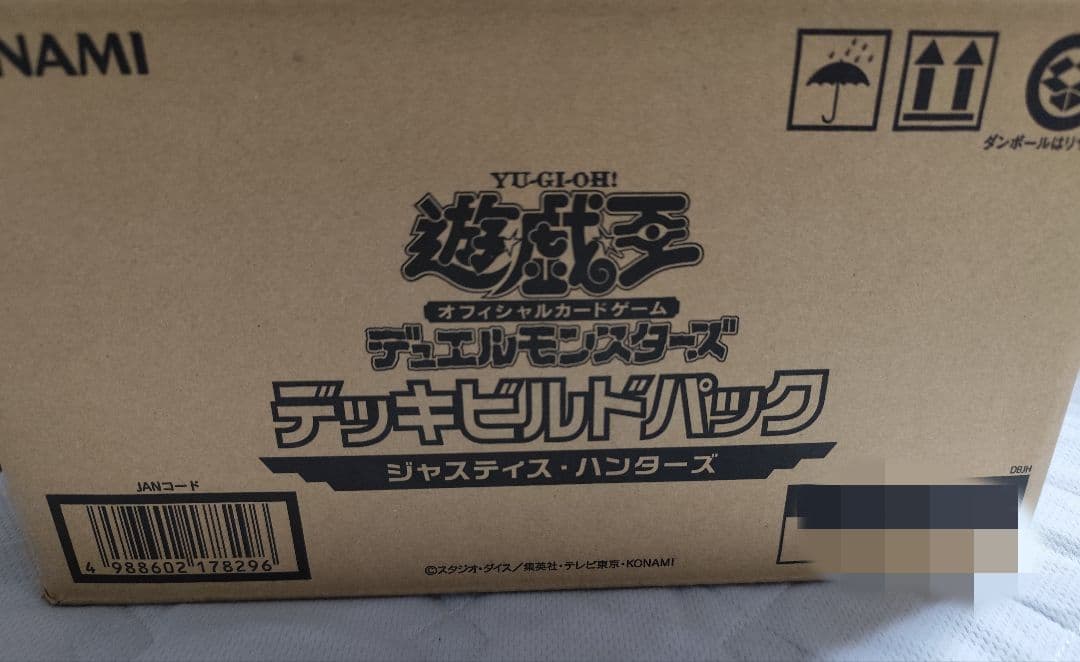 NAMI
ダンボールはリサ
YU-GI-OH!
遊戯王
オフィシャルカードゲーム
デュエルモンスターズ
デッキビルドパック
ジャスティス・ハンターズ
JANコード
4 988602 178296
©スタジオ・ダイス／集英社・テレビ東京・KONAMI
DBJH